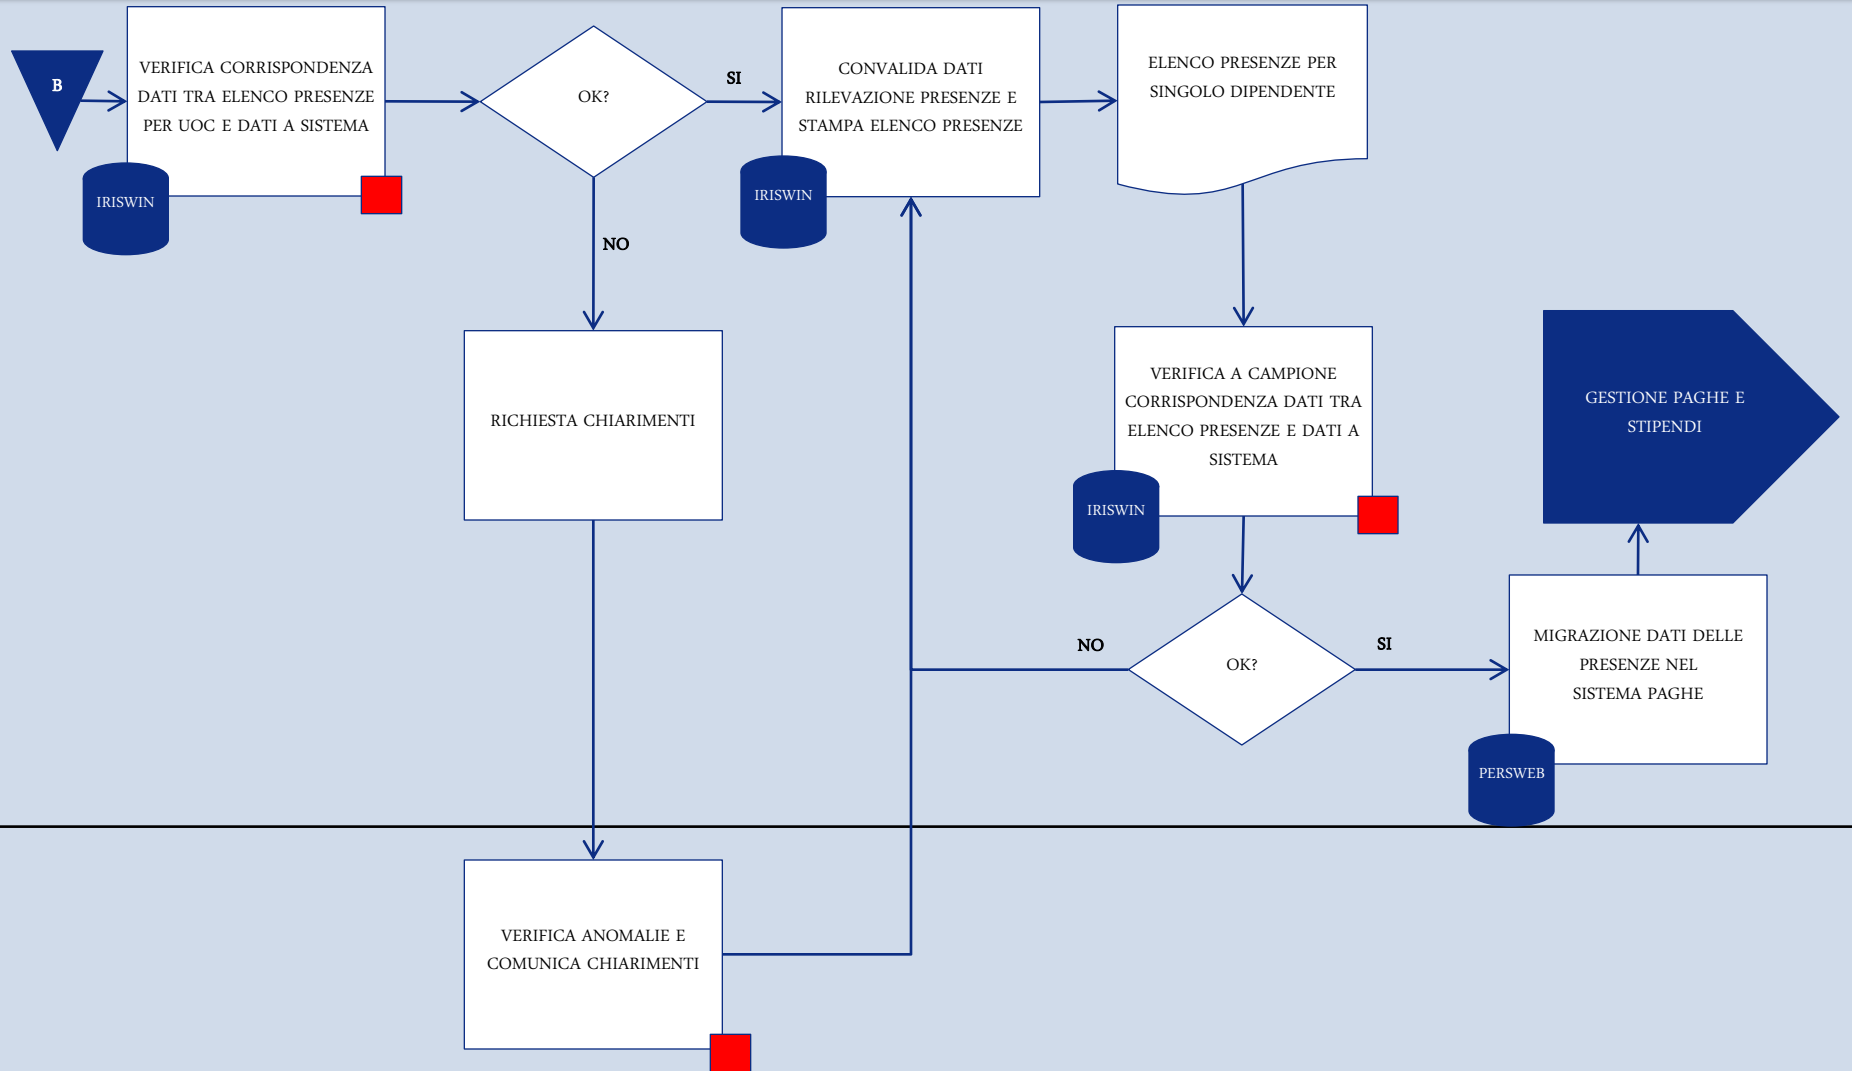 B
VERIFICA CORRISPONDENZA
DATI TRA ELENCO PRESENZE
PER UOC E DATI A SISTEMA
IRISWIN
OK?
SI
NO
CONVALIDA DATI
RILEVAZIONE PRESENZE E
STAMPA ELENCO PRESENZE
IRISWIN
ELENCO PRESENZE PER
SINGOLO DIPENDENTE
RICHIESTA CHIARIMENTI
VERIFICA A CAMPIONE
CORRISPONDENZA DATI TRA
ELENCO PRESENZE E DATI A
SISTEMA
IRISWIN
GESTIONE PAGHE E
STIPENDI
NO
OK?
SI
MIGRAZIONE DATI DELLE
PRESENZE NEL
SISTEMA PAGHE
PERSWEB
VERIFICA ANOMALIE E
COMUNICA CHIARIMENTI